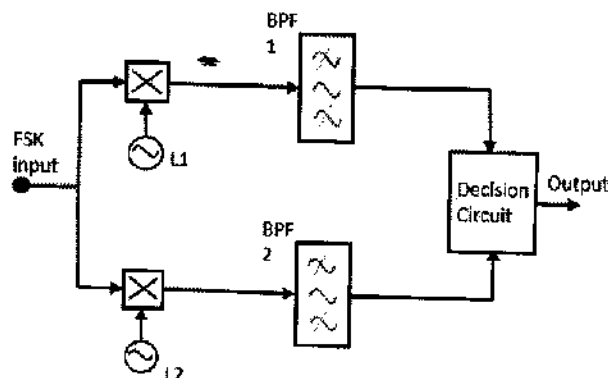 BPF
1
FSK
input
L1
Decision
Circuit
Output
BPF
2
L2